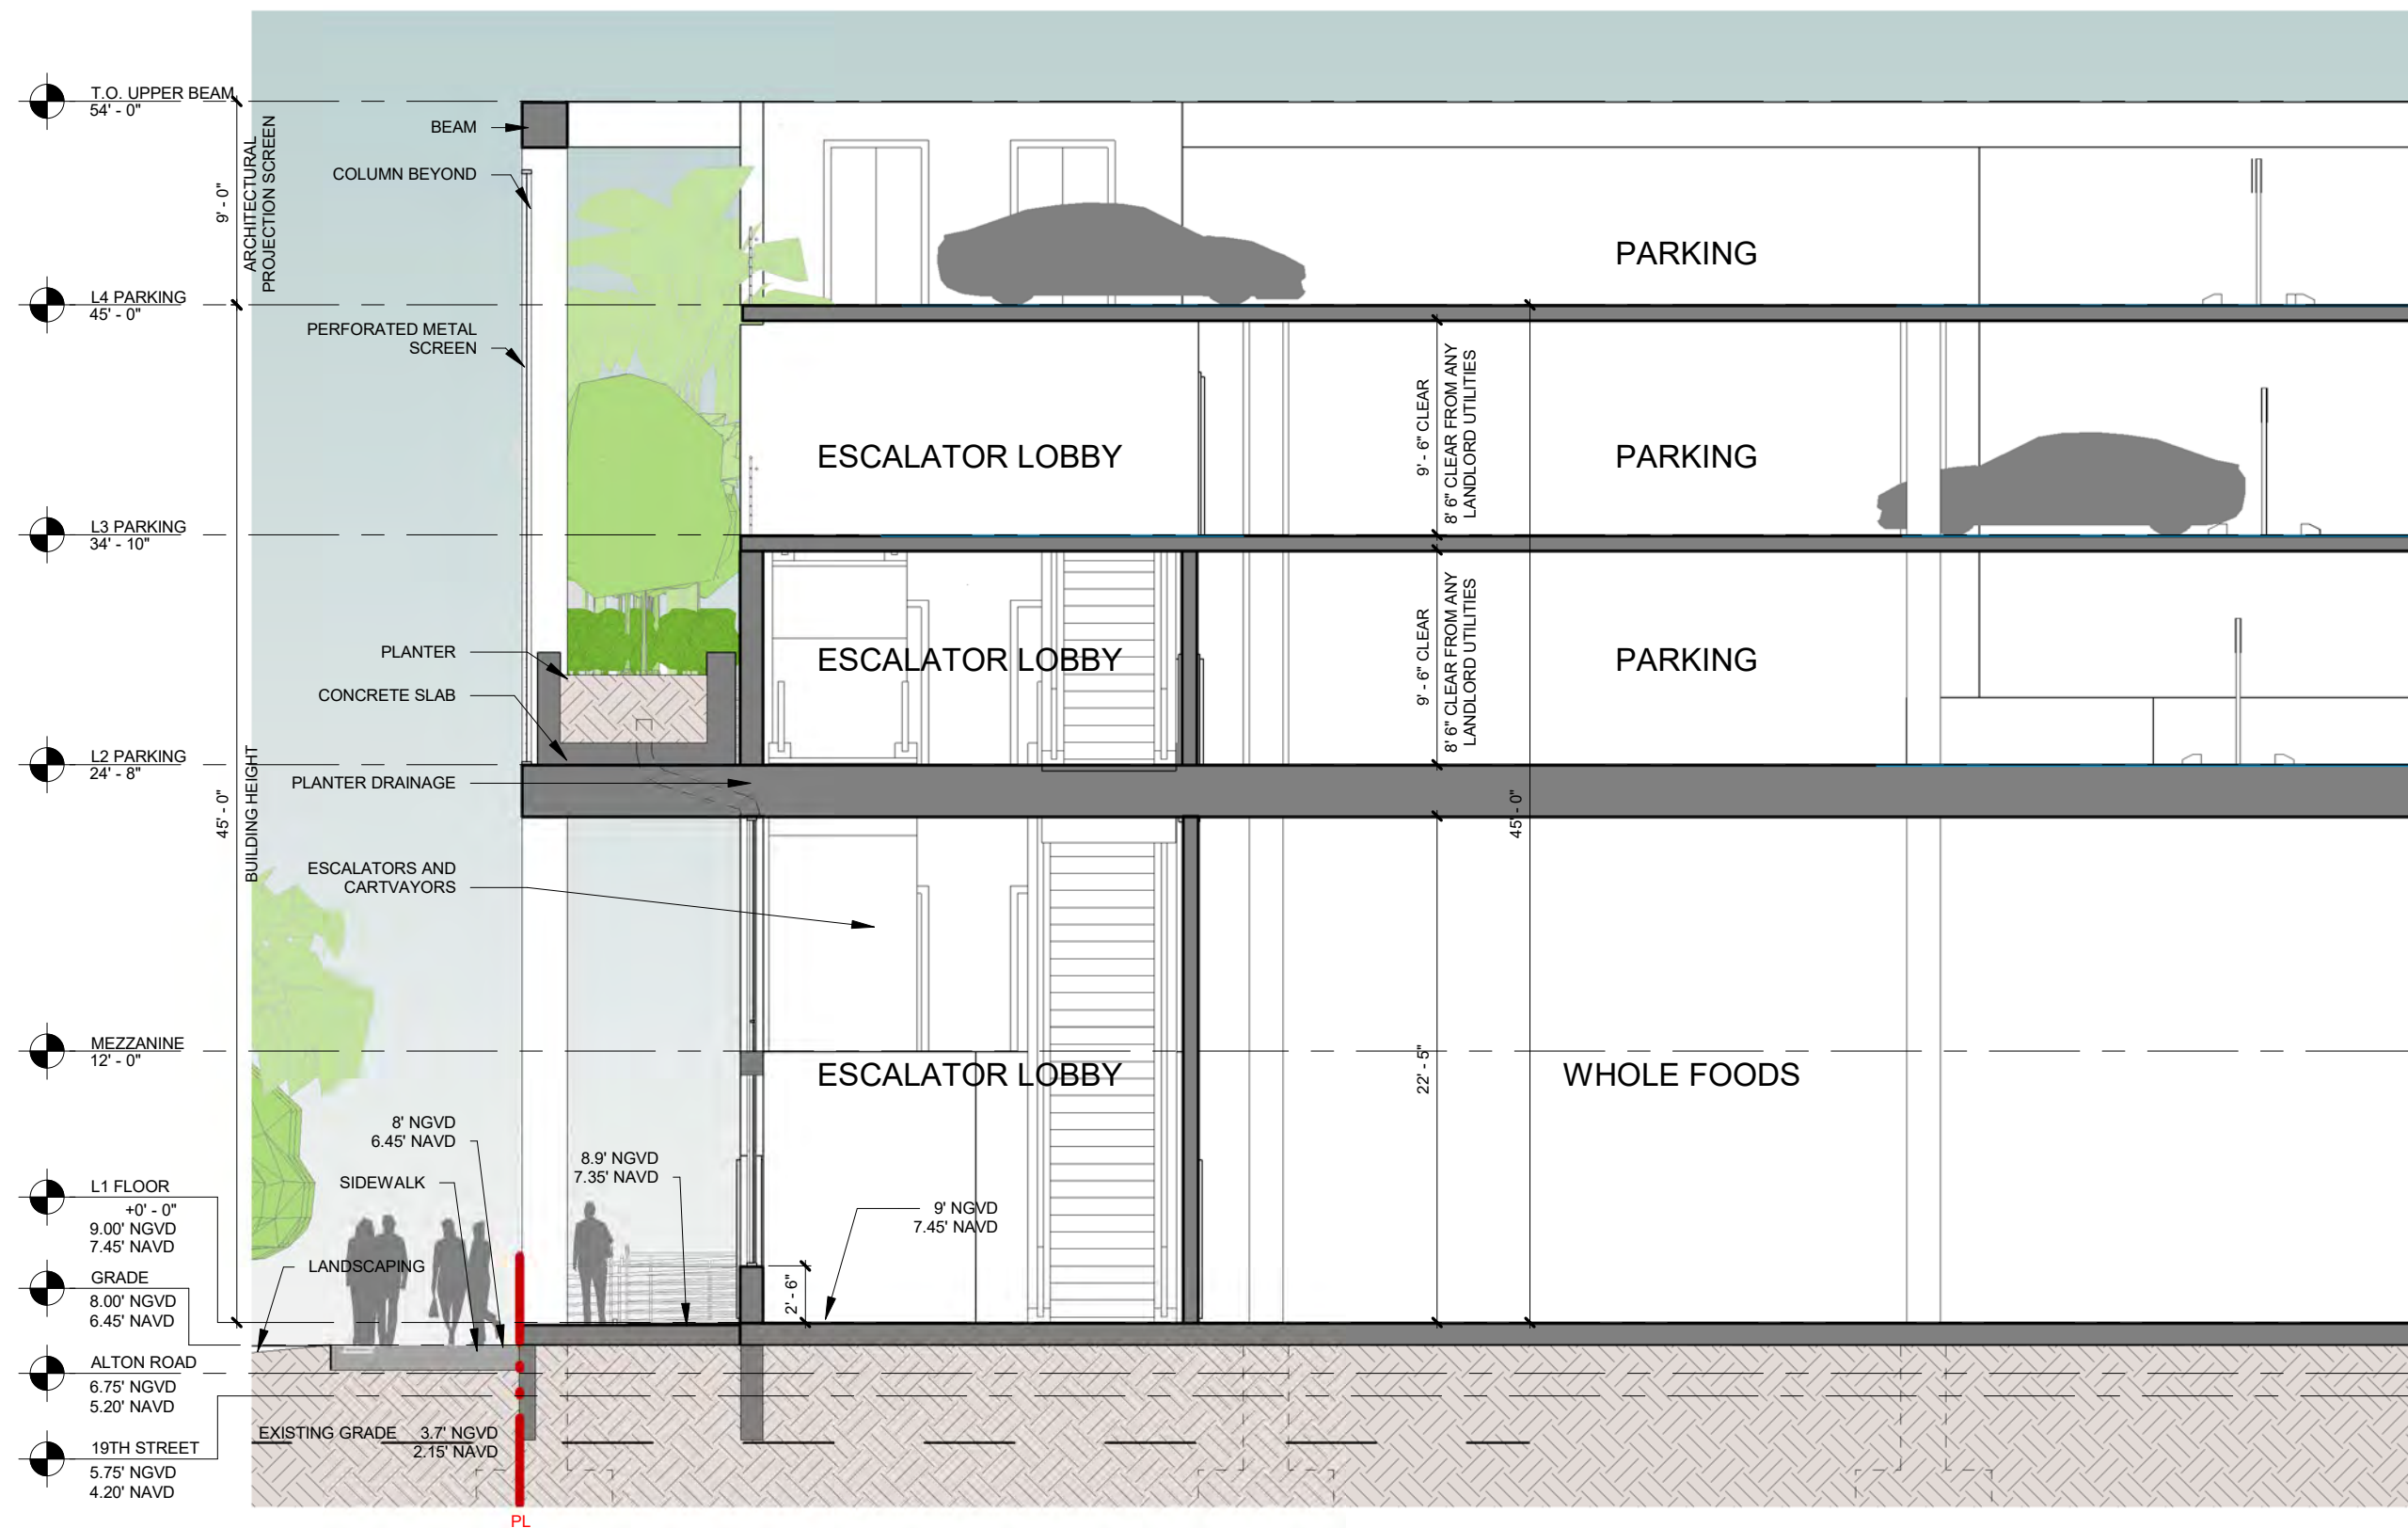 T.O. UPPER BEAM
54' - 0"
9' - 0"
ARCHITECTURAL
PROJECTION SCREEN
BEAM
COLUMN BEYOND
PARKING
L4 PARKING
45' - 0"
PERFORATED METAL
SCREEN
ESCALATOR LOBBY
9' - 6" CLEAR
8' 6" CLEAR FROM ANY
LANDLORD UTILITIES
PARKING
L3 PARKING
34' - 10"
PLANTER
CONCRETE SLAB
ESCALATOR LOBBY
9' - 6" CLEAR
8' 6" CLEAR FROM ANY
LANDLORD UTILITIES
PARKING
L2 PARKING
24' - 8"
PLANTER DRAINAGE
45' - 0"
BUILDING HEIGHT
45' - 0"
ESCALATORS AND
CARTVAYORS
MEZZANINE
12' - 0"
ESCALATOR LOBBY
22' - 5"
WHOLE FOODS
8' NGVD
6.45' NAVD
SIDEWALK
8.9' NGVD
7.35' NAVD
9' NGVD
7.45' NAVD
L1 FLOOR
+0' - 0"
9.00' NGVD
7.45' NAVD
LANDSCAPING
2' - 6"
GRADE
8.00' NGVD
6.45' NAVD
ALTON ROAD
6.75' NGVD
5.20' NAVD
EXISTING GRADE 3.7' NGVD
2.15' NAVD
19TH STREET
5.75' NGVD
4.20' NAVD
PL